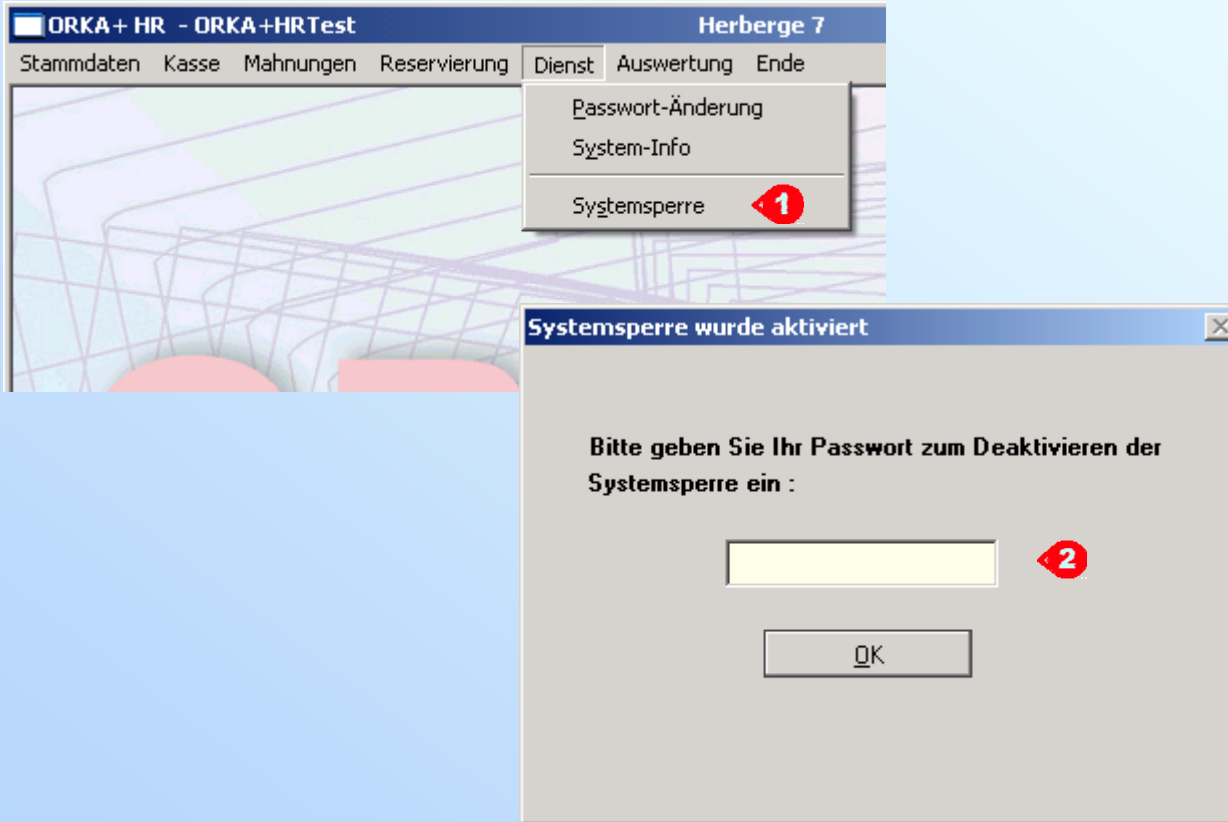 ORKA+ HR - ORKA+HRTest Herberge 7
Stammdaten Kasse Mahnungen Reservierung Dienst Auswertung Ende
Passwort-Änderung
System-Info
Systemsperre 1
Systemsperre wurde aktiviert
Bitte geben Sie Ihr Passwort zum Deaktivieren der
Systemsperre ein :
2
OK